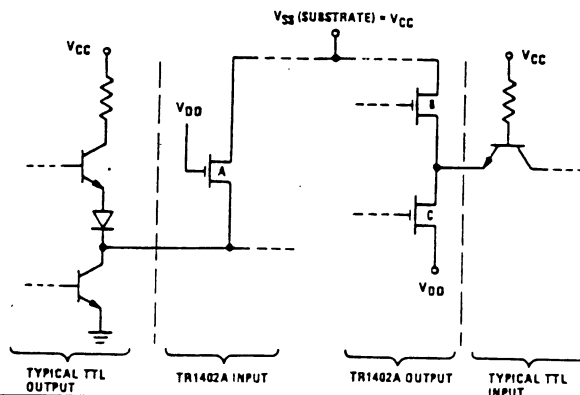 VSS (SUBSTRATE) = VCC
VCC
VCC
VDD
A
B
C
VDD
TYPICAL TTL
OUTPUT
TR1402A INPUT
TR1402A OUTPUT
TYPICAL TTL
INPUT